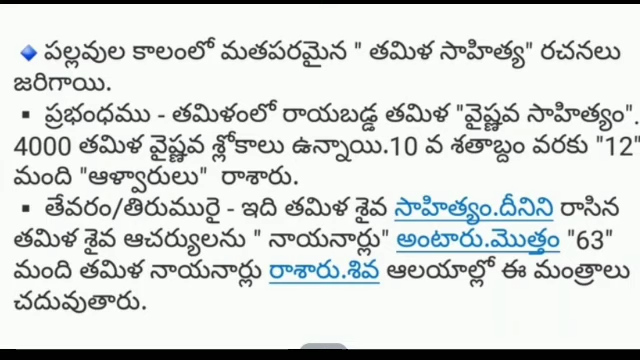 🔹 పల్లవుల కాలంలో మతపరమైన " తమిళ సాహిత్య" రచనలు
జరిగాయి.
▪ ప్రభంధము - తమిళంలో రాయబడ్డ తమిళ "వైష్ణవ సాహిత్యం".
4000 తమిళ వైష్ణవ శ్లోకాలు ఉన్నాయి.10 వ శతాబ్దం వరకు "12"
మంది "ఆళ్వారులు" రాశారు.
▪ తేవరం/తిరుమురై - ఇది తమిళ శైవ సాహిత్యం.దీనిని రాసిన
తమిళ శైవ ఆచర్యులను " నాయనార్లు" అంటారు.మొత్తం "63"
మంది తమిళ నాయనార్లు రాశారు.శివ ఆలయాల్లో ఈ మంత్రాలు
చదువుతారు.